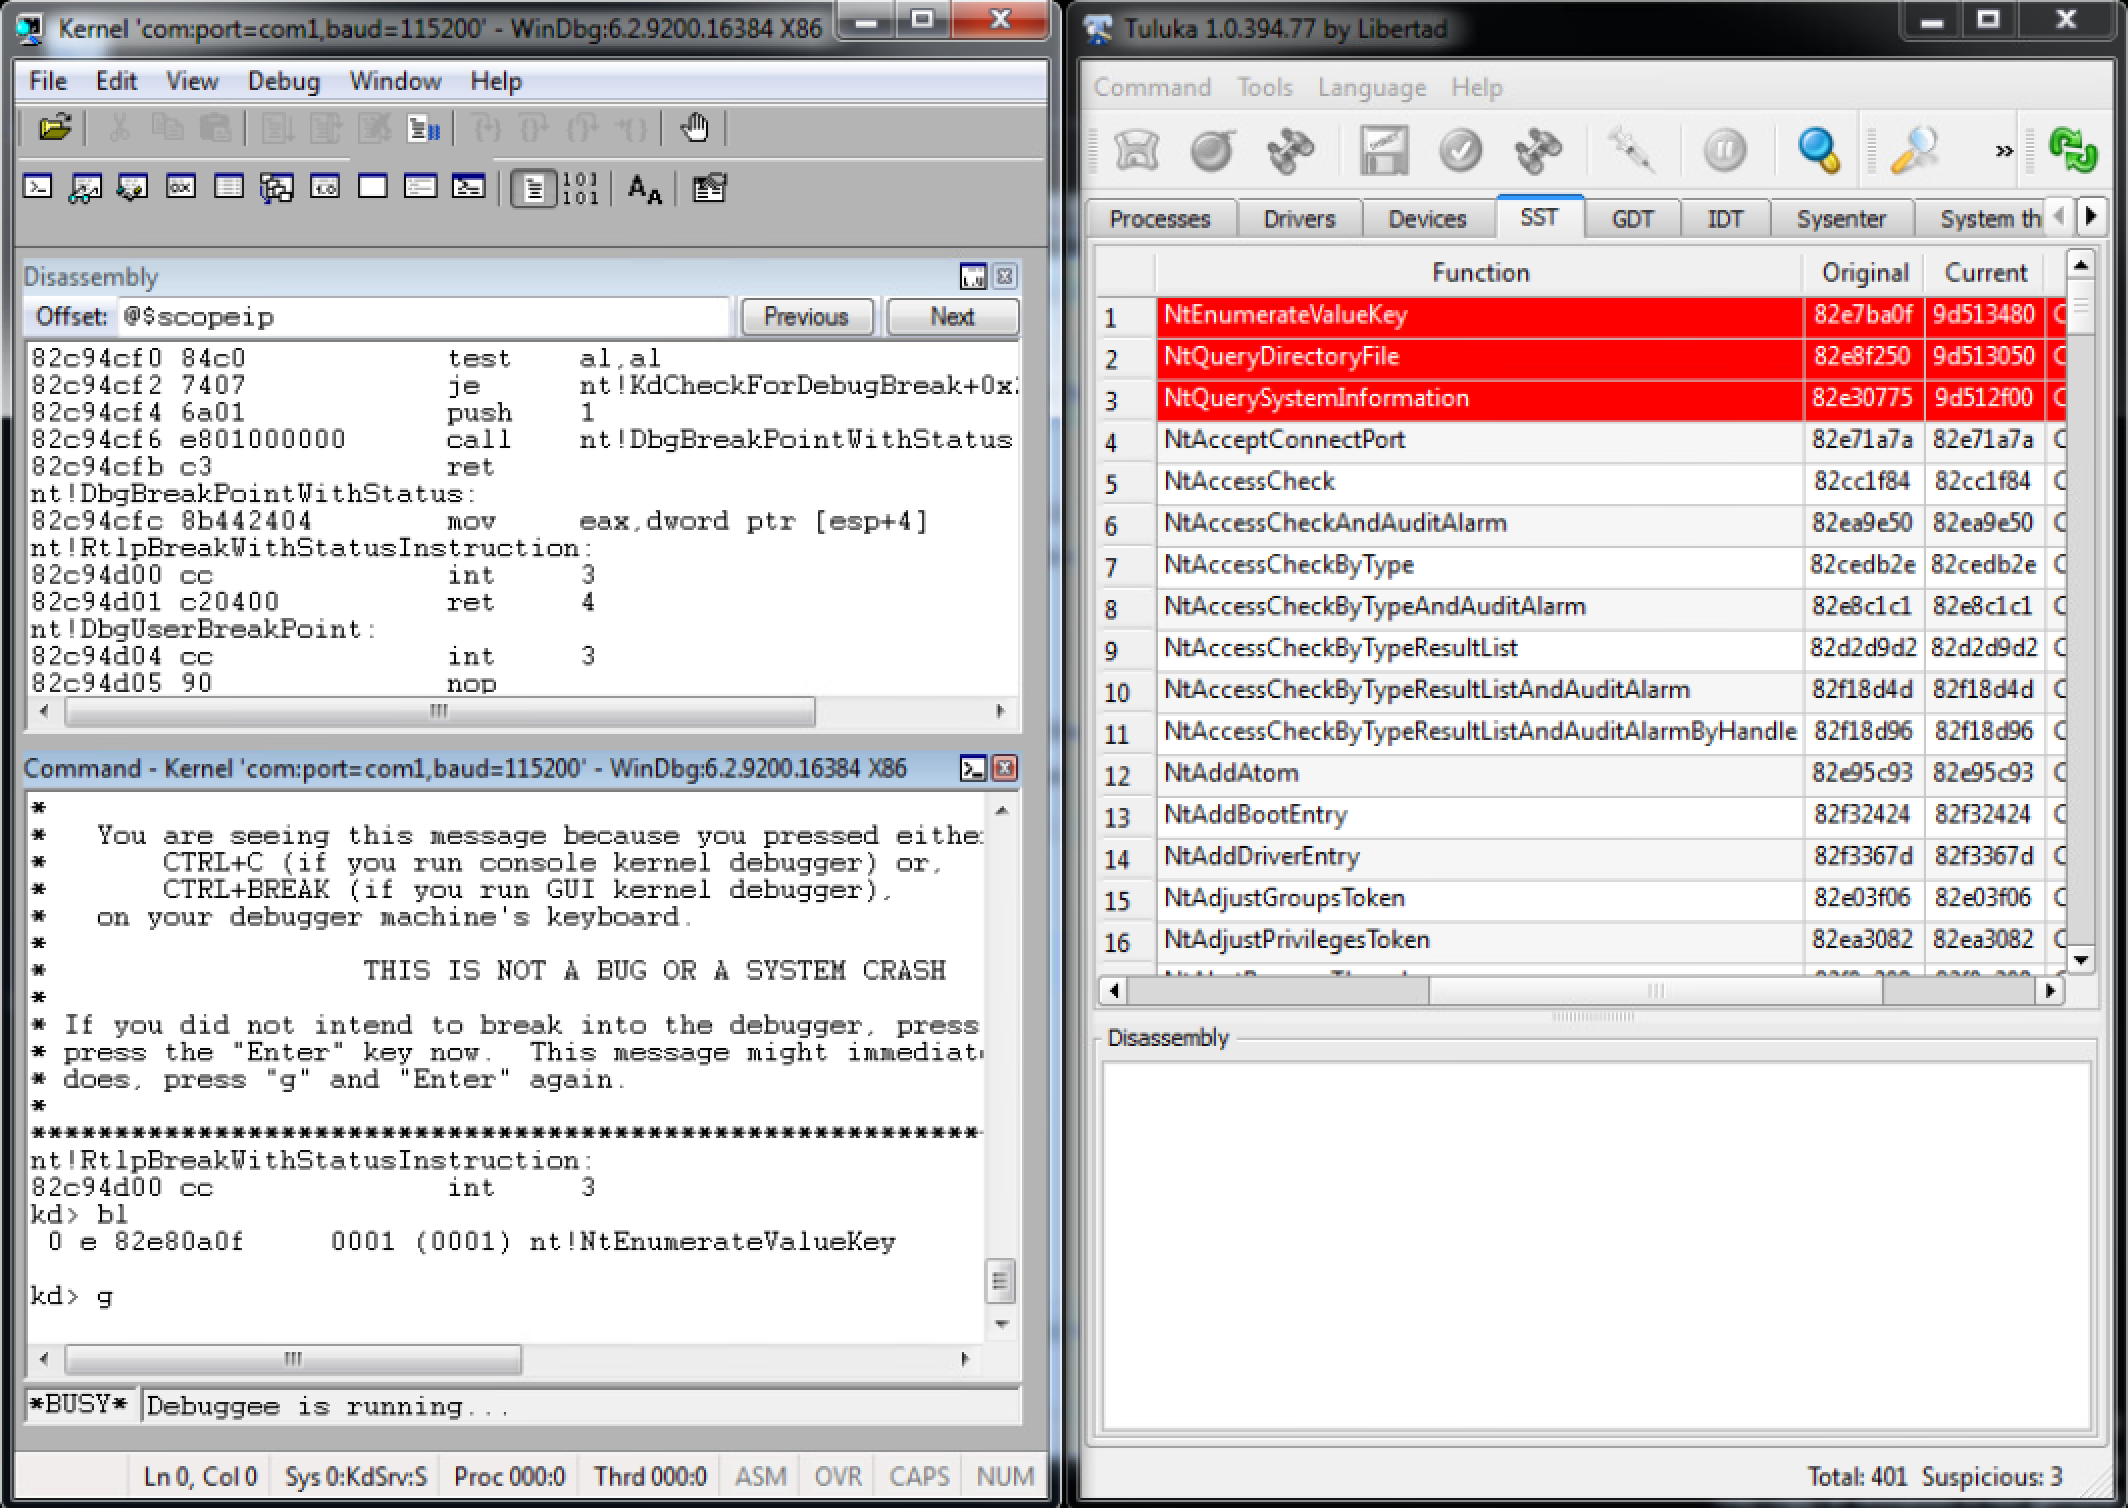 Kernel 'com:port=com1,baud=115200' - WinDbg:6.2.9200.16384 X86
File Edit View Debug Window Help
Disassembly
Offset: @$scopeip Previous Next
82c94cf0 84c0 test al,al
82c94cf2 7407 je nt!KdCheckForDebugBreak+0x
82c94cf4 6a01 push 1
82c94cf6 e801000000 call nt!DbgBreakPointWithStatus
82c94cfb c3 ret
nt!DbgBreakPointWithStatus:
82c94cfc 8b442404 mov eax,dword ptr [esp+4]
nt!RtlpBreakWithStatusInstruction:
82c94d00 cc int 3
82c94d01 c20400 ret 4
nt!DbgUserBreakPoint:
82c94d04 cc int 3
82c94d05 90 nop
Command - Kernel 'com:port=com1,baud=115200' - WinDbg:6.2.9200.16384 X86
*
* You are seeing this message because you pressed either
* CTRL+C (if you run console kernel debugger) or,
* CTRL+BREAK (if you run GUI kernel debugger),
* on your debugger machine's keyboard.
*
* THIS IS NOT A BUG OR A SYSTEM CRASH
*
* If you did not intend to break into the debugger, press
* press the "Enter" key now. This message might immediat
* does, press "g" and "Enter" again.
*
*********************************************************
nt!RtlpBreakWithStatusInstruction:
82c94d00 cc int 3
kd> bl
0 e 82e80a0f 0001 (0001) nt!NtEnumerateValueKey
kd> g
*BUSY* Debuggee is running...
Ln 0, Col 0 Sys 0:KdSrv:S Proc 000:0 Thrd 000:0 ASM OVR CAPS NUM
Tuluka 1.0.394.77 by Libertad
Command Tools Language Help
Processes Drivers Devices SST GDT IDT Sysenter System th
Function Original Current
1 NtEnumerateValueKey 82e7ba0f 9d513480 C
2 NtQueryDirectoryFile 82e8f250 9d513050 C
3 NtQuerySystemInformation 82e30775 9d512f00 C
4 NtAcceptConnectPort 82e71a7a 82e71a7a C
5 NtAccessCheck 82cc1f84 82cc1f84 C
6 NtAccessCheckAndAuditAlarm 82ea9e50 82ea9e50 C
7 NtAccessCheckByType 82cedb2e 82cedb2e C
8 NtAccessCheckByTypeAndAuditAlarm 82e8c1c1 82e8c1c1 C
9 NtAccessCheckByTypeResultList 82d2d9d2 82d2d9d2 C
10 NtAccessCheckByTypeResultListAndAuditAlarm 82f18d4d 82f18d4d C
11 NtAccessCheckByTypeResultListAndAuditAlarmByHandle 82f18d96 82f18d96 C
12 NtAddAtom 82e95c93 82e95c93 C
13 NtAddBootEntry 82f32424 82f32424 C
14 NtAddDriverEntry 82f3367d 82f3367d C
15 NtAdjustGroupsToken 82e03f06 82e03f06 C
16 NtAdjustPrivilegesToken 82ea3082 82ea3082 C
Disassembly
Total: 401 Suspicious: 3